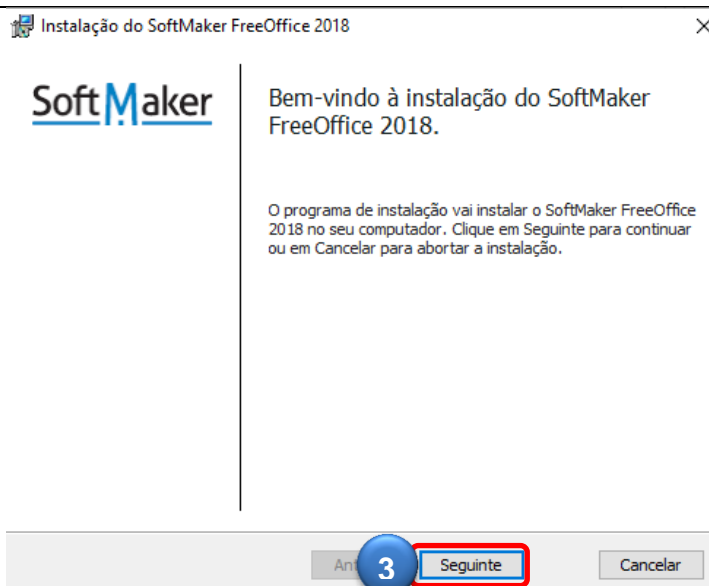 Instalação do SoftMaker FreeOffice 2018
SoftMaker
Bem-vindo à instalação do SoftMaker
FreeOffice 2018.
O programa de instalação vai instalar o SoftMaker FreeOffice
2018 no seu computador. Clique em Seguinte para continuar
ou em Cancelar para abortar a instalação.
3 Seguinte Cancelar